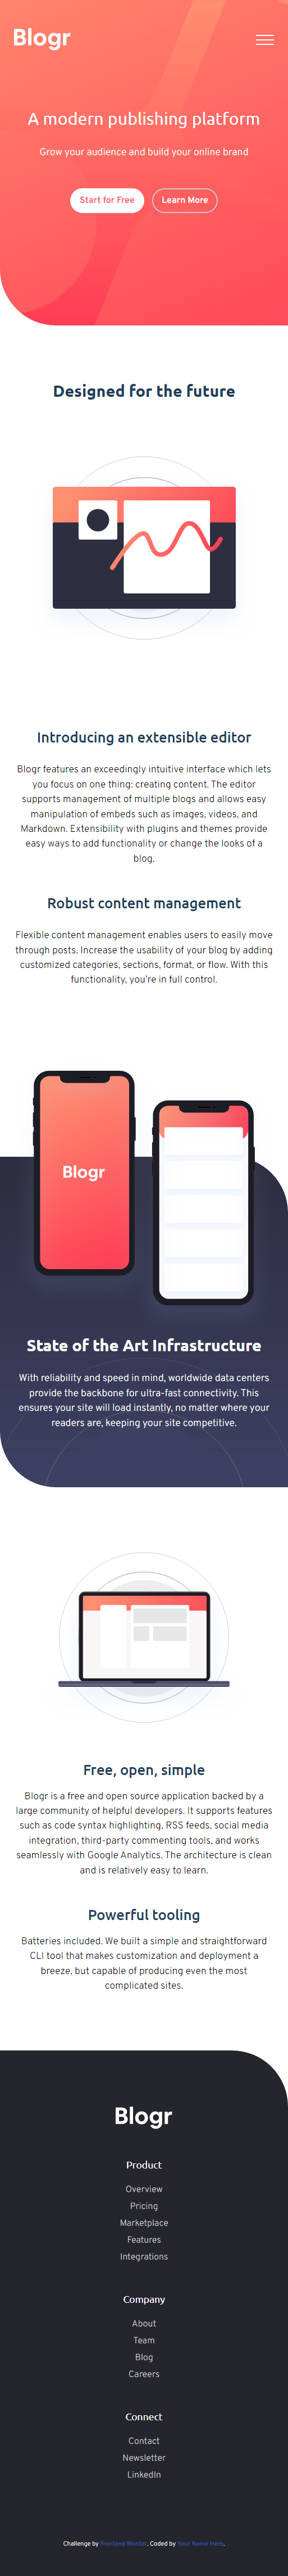 Blogr
A modern publishing platform
Grow your audience and build your online brand
Start for Free
Learn More
Designed for the future
Introducing an extensible editor
Blogr features an exceedingly intuitive interface which lets
you focus on one thing: creating content. The editor
supports management of multiple blogs and allows easy
manipulation of embeds such as images, videos, and
Markdown. Extensibility with plugins and themes provide
easy ways to add functionality or change the looks of a
blog.
Robust content management
Flexible content management enables users to easily move
through posts. Increase the usability of your blog by adding
customized categories, sections, format, or flow. With this
functionality, you're in full control.
Blogr
State of the Art Infrastructure
With reliability and speed in mind, worldwide data centers
provide the backbone for ultra-fast connectivity. This
ensures your site will load instantly, no matter where your
readers are, keeping your site competitive.
Free, open, simple
Blogr is a free and open source application backed by a
large community of helpful developers. It supports features
such as code syntax highlighting, RSS feeds, social media
integration, third-party commenting tools, and works
seamlessly with Google Analytics. The architecture is clean
and is relatively easy to learn.
Powerful tooling
Batteries included. We built a simple and straightforward
CLI tool that makes customization and deployment a
breeze, but capable of producing even the most
complicated sites.
Blogr
Product
Overview
Pricing
Marketplace
Features
Integrations
Company
About
Team
Blog
Careers
Connect
Contact
Newsletter
LinkedIn
Challenge by Frontend Mentor. Coded by Your Name Here.